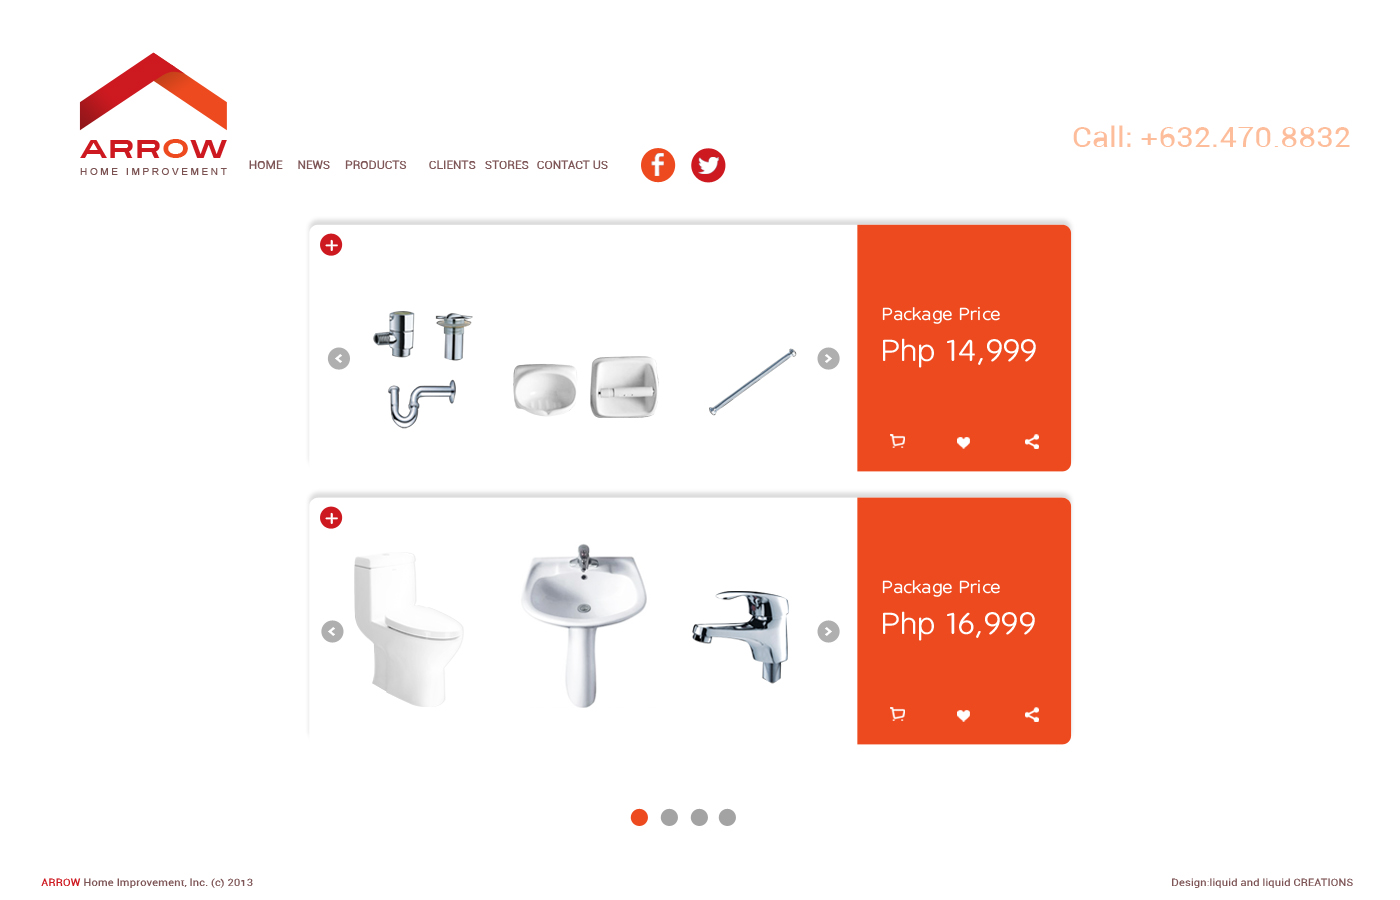 ARROW
HOME IMPROVEMENT
HOME NEWS PRODUCTS CLIENTS STORES CONTACT US
Call: +632.470.8832
Package Price
Php 14,999
Package Price
Php 16,999
ARROW Home Improvement, Inc. (c) 2013
Design:liquid and liquid CREATIONS